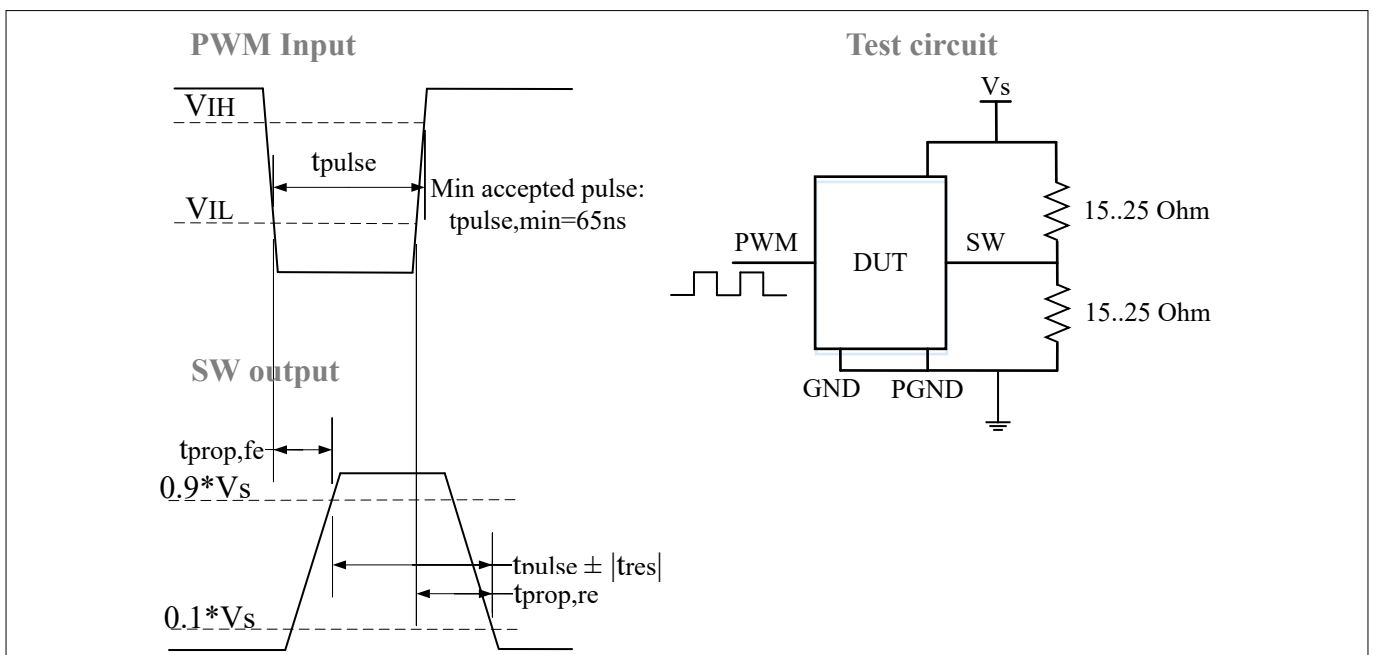 PWM Input
VIH
tpulse
Min accepted pulse:
tpulse,min=65ns
VIL
SW output
tprop,fe
0.9*Vs
tpulse ± |tres|
tprop,re
0.1*Vs
Test circuit
Vs
15..25 Ohm
PWM
DUT
SW
15..25 Ohm
GND
PGND